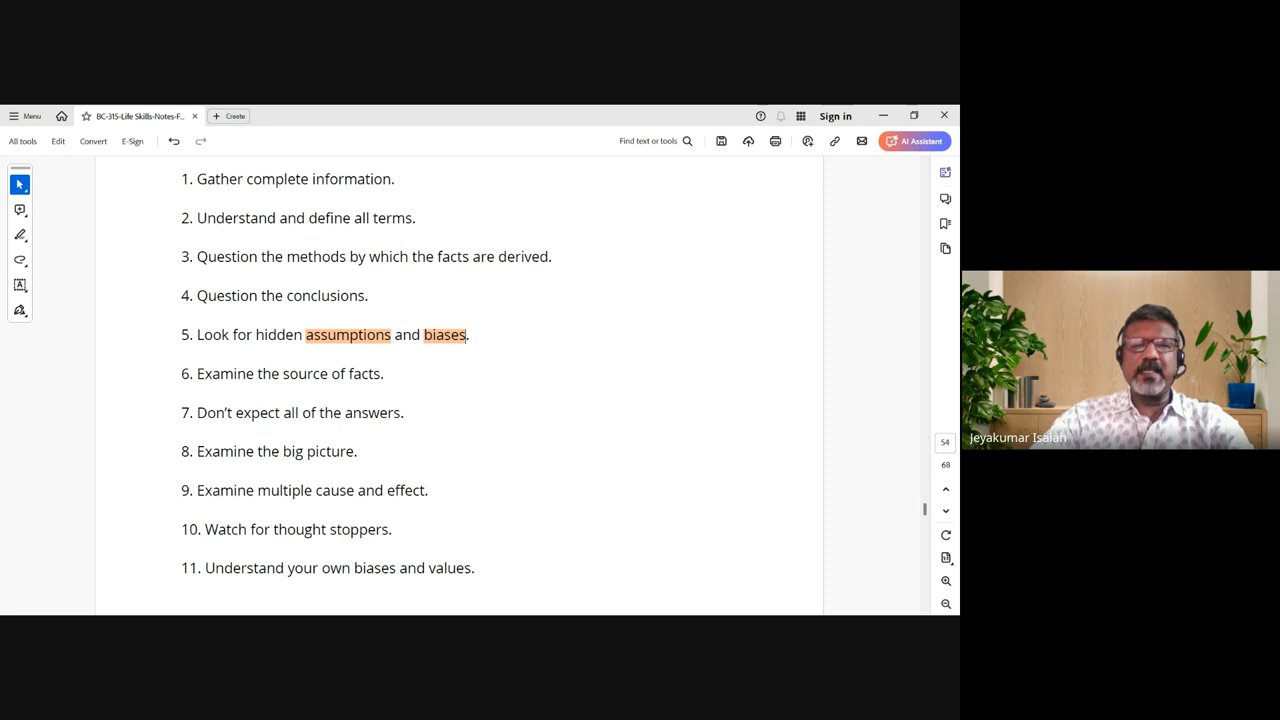 Menu
BC-315-Life Skills-Notes-F...
Create
Sign in
All tools
Edit
Convert
E-Sign
Find text or tools
AI Assistant
1. Gather complete information.
2. Understand and define all terms.
3. Question the methods by which the facts are derived.
4. Question the conclusions.
5. Look for hidden assumptions and biases.
6. Examine the source of facts.
7. Don’t expect all of the answers.
8. Examine the big picture.
9. Examine multiple cause and effect.
10. Watch for thought stoppers.
11. Understand your own biases and values.
54
68
Jeyakumar Isaiah